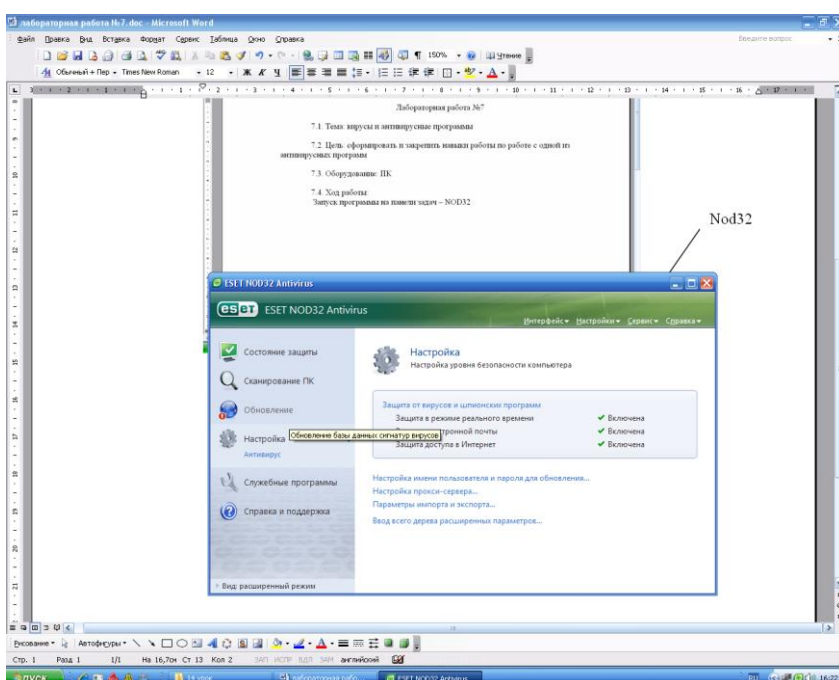 лабораторная работа №7.doc - Microsoft Word
Файл Правка Вид Вставка Формат Сервис Таблица Окно Справка
Введите вопрос
150% Чтение
Обычный + Пер Times New Roman 12 Ж К Ч
Лабораторная работа №7
7.1. Тема: вирусы и антивирусные программы
7.2. Цель: сформировать и закрепить навыки работы по работе с одной из
антивирусных программ
7.3. Оборудование: ПК
7.4. Ход работы:
Запуск программы на панели задач – NOD32
Nod32
ESET NOD32 Antivirus
eset ESET NOD32 Antivirus
Интерфейс Настройки Сервис Справка
Состояние защиты
Сканирование ПК
Обновление
Настройка
Обновление базы данных сигнатур вирусов
Антивирус
Служебные программы
Справка и поддержка
Вид: расширенный режим
Настройка
Настройка уровня безопасности компьютера
Защита от вирусов и шпионских программ
Защита в режиме реального времени Включена
тронной почты Включена
Защита доступа в Интернет Включена
Настройка имени пользователя и пароля для обновления...
Настройка прокси-сервера...
Параметры импорта и экспорта...
Ввод всего дерева расширенных параметров...
Рисование Автофигуры
Стр. 1 Разд 1 1/1 На 16,7см Ст 13 Кол 2 ЗАП ИСПР ВДЛ ЗАМ английский
пуск 14 урок лабораторная рабо... ESET NOD32 Antivirus RU 16:21